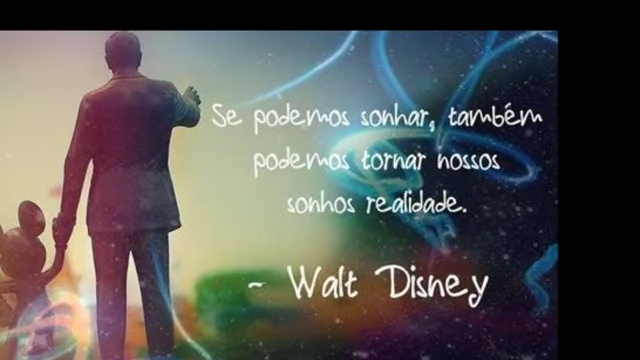 Se podemos sonhar, também
podemos tornar nossos
sonhos realidade.
~ Walt Disney